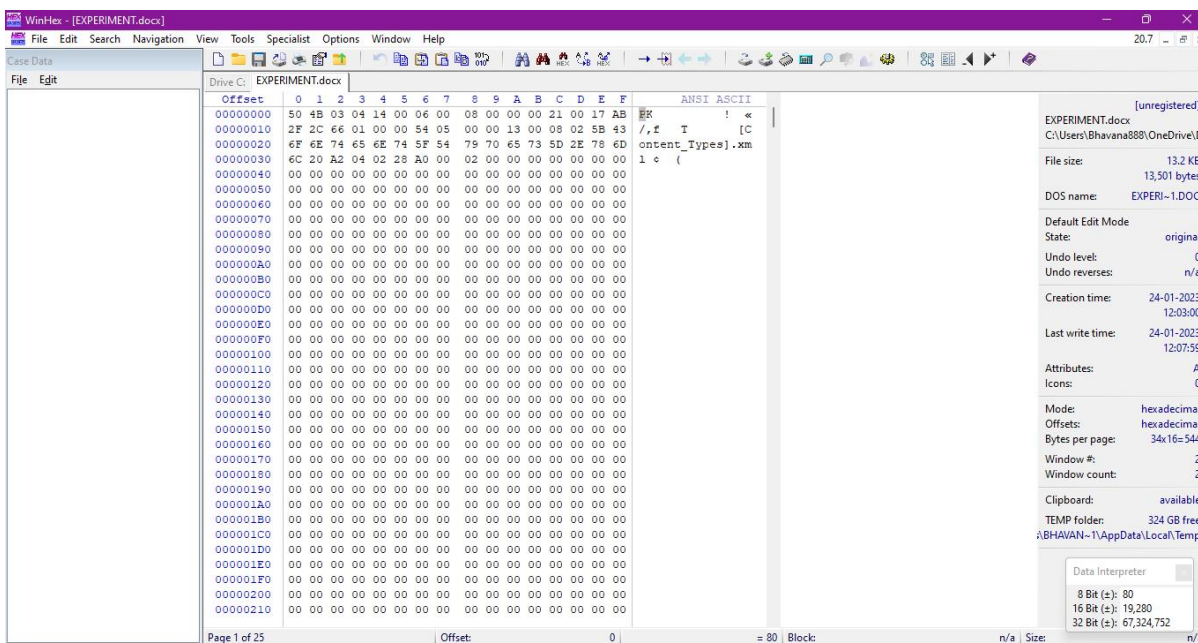 WinHex - [EXPERIMENT.docx]
File Edit Search Navigation View Tools Specialist Options Window Help
20.7
Case Data
File Edit
Drive C: EXPERIMENT.docx
Offset 0 1 2 3 4 5 6 7 8 9 A B C D E F ANSI ASCII
00000000 50 4B 03 04 14 00 06 00 08 00 00 00 21 00 17 AB PK ! «
00000010 2F 2C 66 01 00 00 54 05 00 00 13 00 08 02 5B 43 /,f T [C
00000020 6F 6E 74 65 6E 74 5F 54 79 70 65 73 5D 2E 78 6D ontent_Types].xm
00000030 6C 20 A2 04 02 28 A0 00 02 00 00 00 00 00 00 00 l ¢ (
00000040 00 00 00 00 00 00 00 00 00 00 00 00 00 00 00 00
00000050 00 00 00 00 00 00 00 00 00 00 00 00 00 00 00 00
00000060 00 00 00 00 00 00 00 00 00 00 00 00 00 00 00 00
00000070 00 00 00 00 00 00 00 00 00 00 00 00 00 00 00 00
00000080 00 00 00 00 00 00 00 00 00 00 00 00 00 00 00 00
00000090 00 00 00 00 00 00 00 00 00 00 00 00 00 00 00 00
000000A0 00 00 00 00 00 00 00 00 00 00 00 00 00 00 00 00
000000B0 00 00 00 00 00 00 00 00 00 00 00 00 00 00 00 00
000000C0 00 00 00 00 00 00 00 00 00 00 00 00 00 00 00 00
000000D0 00 00 00 00 00 00 00 00 00 00 00 00 00 00 00 00
000000E0 00 00 00 00 00 00 00 00 00 00 00 00 00 00 00 00
000000F0 00 00 00 00 00 00 00 00 00 00 00 00 00 00 00 00
00000100 00 00 00 00 00 00 00 00 00 00 00 00 00 00 00 00
00000110 00 00 00 00 00 00 00 00 00 00 00 00 00 00 00 00
00000120 00 00 00 00 00 00 00 00 00 00 00 00 00 00 00 00
00000130 00 00 00 00 00 00 00 00 00 00 00 00 00 00 00 00
00000140 00 00 00 00 00 00 00 00 00 00 00 00 00 00 00 00
00000150 00 00 00 00 00 00 00 00 00 00 00 00 00 00 00 00
00000160 00 00 00 00 00 00 00 00 00 00 00 00 00 00 00 00
00000170 00 00 00 00 00 00 00 00 00 00 00 00 00 00 00 00
00000180 00 00 00 00 00 00 00 00 00 00 00 00 00 00 00 00
00000190 00 00 00 00 00 00 00 00 00 00 00 00 00 00 00 00
000001A0 00 00 00 00 00 00 00 00 00 00 00 00 00 00 00 00
000001B0 00 00 00 00 00 00 00 00 00 00 00 00 00 00 00 00
000001C0 00 00 00 00 00 00 00 00 00 00 00 00 00 00 00 00
000001D0 00 00 00 00 00 00 00 00 00 00 00 00 00 00 00 00
000001E0 00 00 00 00 00 00 00 00 00 00 00 00 00 00 00 00
000001F0 00 00 00 00 00 00 00 00 00 00 00 00 00 00 00 00
00000200 00 00 00 00 00 00 00 00 00 00 00 00 00 00 00 00
00000210 00 00 00 00 00 00 00 00 00 00 00 00 00 00 00 00
[unregistered]
EXPERIMENT.docx
C:\Users\Bhavana888\OneDrive\D
File size: 13.2 KB
13,501 bytes
DOS name: EXPERI~1.DOC
Default Edit Mode
State: origina
Undo level: 0
Undo reverses: n/a
Creation time: 24-01-2023
12:03:00
Last write time: 24-01-2023
12:07:59
Attributes: A
Icons: 0
Mode: hexadecima
Offsets: hexadecima
Bytes per page: 34x16=544
Window #: 2
Window count: 2
Clipboard: available
TEMP folder: 324 GB free
\BHAVAN~1\AppData\Local\Temp
Data Interpreter
8 Bit (±): 80
16 Bit (±): 19,280
32 Bit (±): 67,324,752
Page 1 of 25 Offset: 0 = 80 Block: n/a Size: n/